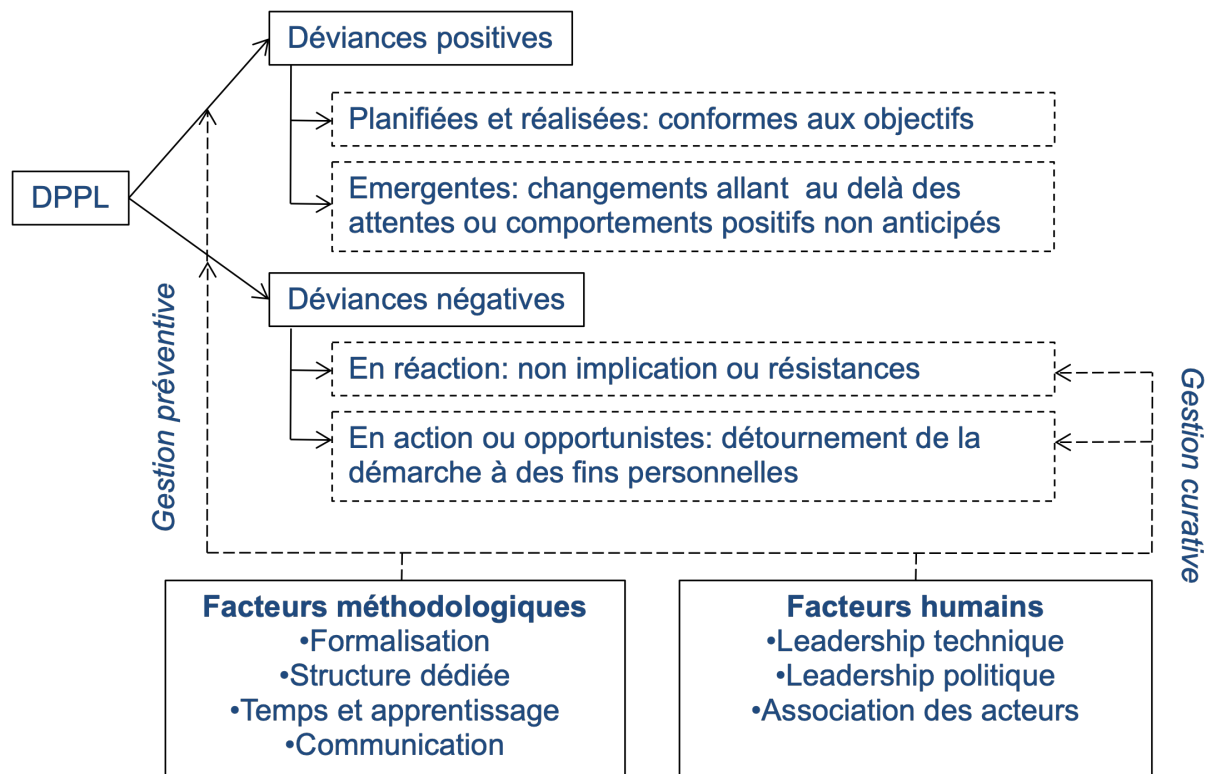 Déviances positives
Planifiées et réalisées: conformes aux objectifs
DPPL
Emergentes: changements allant au delà des
attentes ou comportements positifs non anticipés
Déviances négatives
Gestion préventive
En réaction: non implication ou résistances
En action ou opportunistes: détournement de la
démarche à des fins personnelles
Gestion curative
Facteurs méthodologiques
•Formalisation
•Structure dédiée
•Temps et apprentissage
•Communication
Facteurs humains
•Leadership technique
•Leadership politique
•Association des acteurs